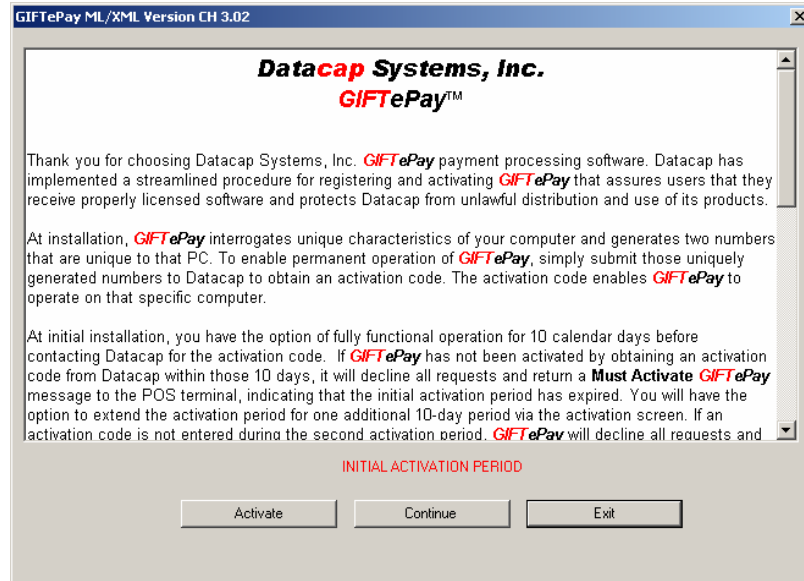 GIFTePay ML/XML Version CH 3.02
Datacap Systems, Inc.
GIFTePay™
Thank you for choosing Datacap Systems, Inc. GIFTePay payment processing software. Datacap has
implemented a streamlined procedure for registering and activating GIFTePay that assures users that they
receive properly licensed software and protects Datacap from unlawful distribution and use of its products.
At installation, GIFTePay interrogates unique characteristics of your computer and generates two numbers
that are unique to that PC. To enable permanent operation of GIFTePay, simply submit those uniquely
generated numbers to Datacap to obtain an activation code. The activation code enables GIFTePay to
operate on that specific computer.
At initial installation, you have the option of fully functional operation for 10 calendar days before
contacting Datacap for the activation code. If GIFTePay has not been activated by obtaining an activation
code from Datacap within those 10 days, it will decline all requests and return a Must Activate GIFTePay
message to the POS terminal, indicating that the initial activation period has expired. You will have the
option to extend the activation period for one additional 10-day period via the activation screen. If an
activation code is not entered during the second activation period, GIFTePay will decline all requests and
INITIAL ACTIVATION PERIOD
Activate Continue Exit